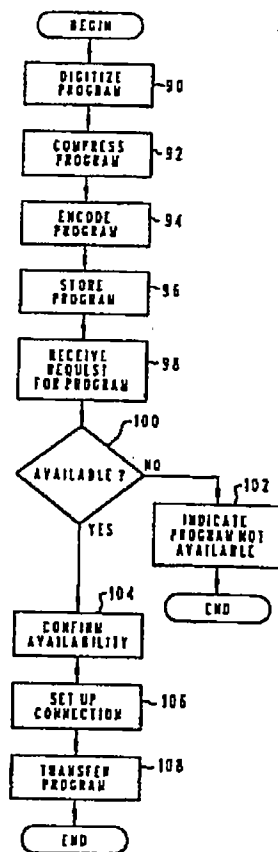 BEGIN
DIGITIZE
PROGRAM
90
COMPRESS
PROGRAM
92
ENCODE
PROGRAM
94
STORE
PROGRAM
96
RECEIVE
REQUEST
FOR PROGRAM
98
100
AVAILABLE ?
NO
102
INDICATE
PROGRAM NOT
AVAILABLE
END
YES
104
CONFIRM
AVAILABILITY
SET UP
CONNECTION
106
TRANSFER
PROGRAM
108
END